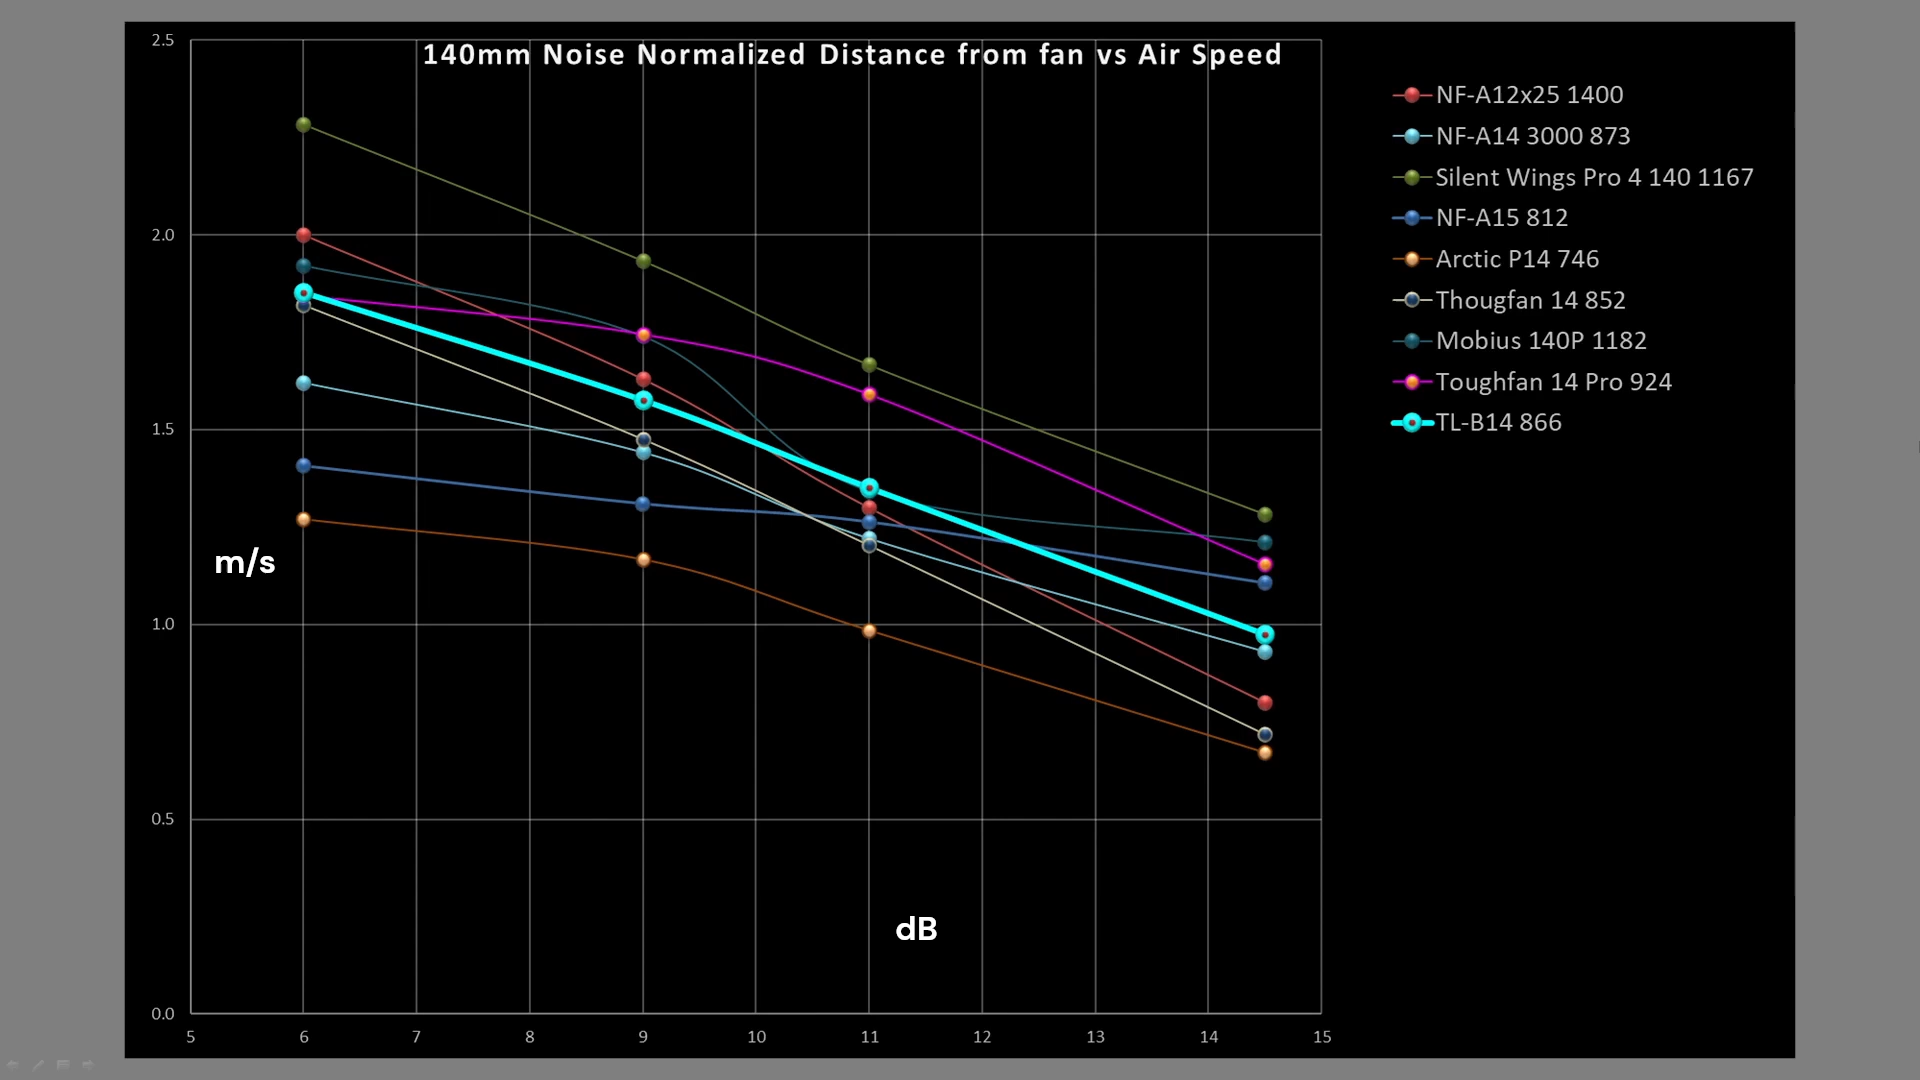 140mm Noise Normalized Distance from fan vs Air Speed
2.5
2.0
1.5
1.0
0.5
0.0
m/s
dB
5 6 7 8 9 10 11 12 13 14 15
NF-A12x25 1400
NF-A14 3000 873
Silent Wings Pro 4 140 1167
NF-A15 812
Arctic P14 746
Thougfan 14 852
Mobius 140P 1182
Toughfan 14 Pro 924
TL-B14 866